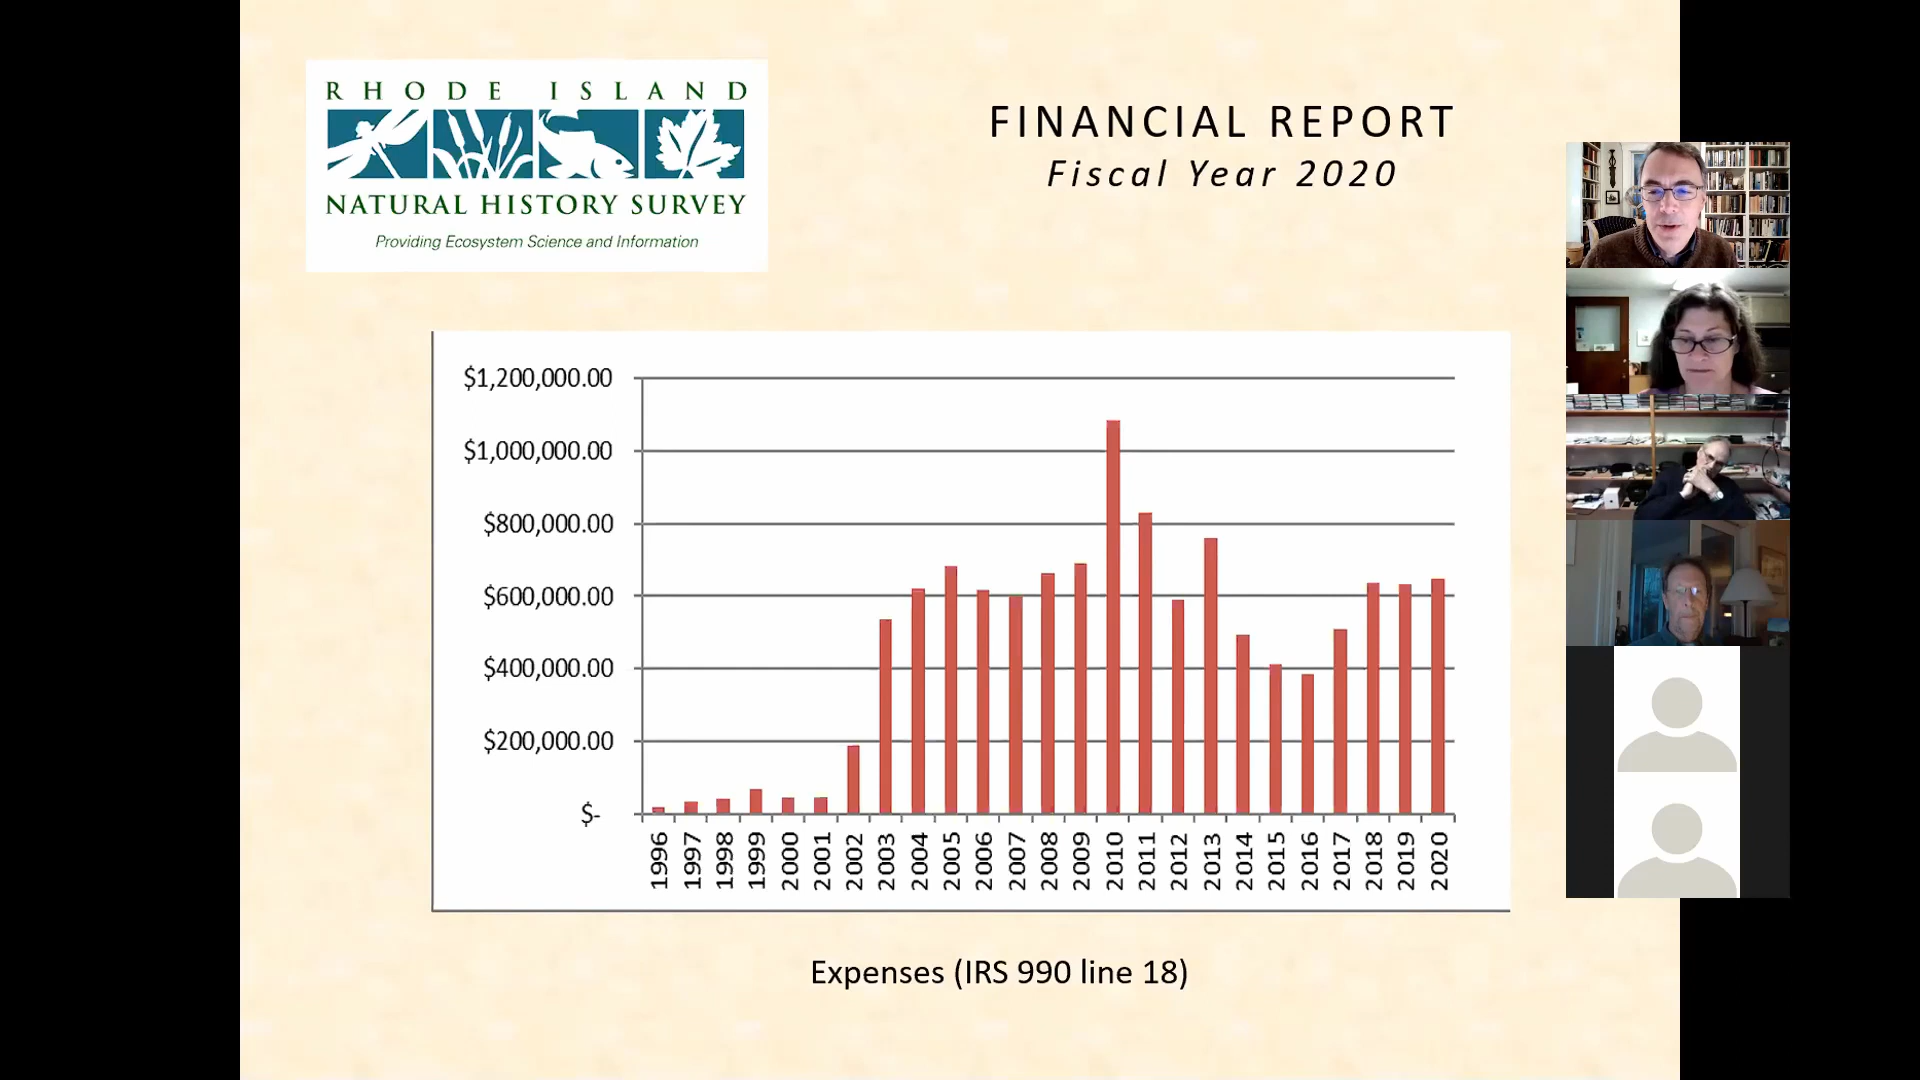 RHODE ISLAND
NATURAL HISTORY SURVEY
Providing Ecosystem Science and Information
FINANCIAL REPORT
Fiscal Year 2020
$1,200,000.00
$1,000,000.00
$800,000.00
$600,000.00
$400,000.00
$200,000.00
$-
1996 1997 1998 1999 2000 2001 2002 2003 2004 2005 2006 2007 2008 2009 2010 2011 2012 2013 2014 2015 2016 2017 2018 2019 2020
Expenses (IRS 990 line 18)